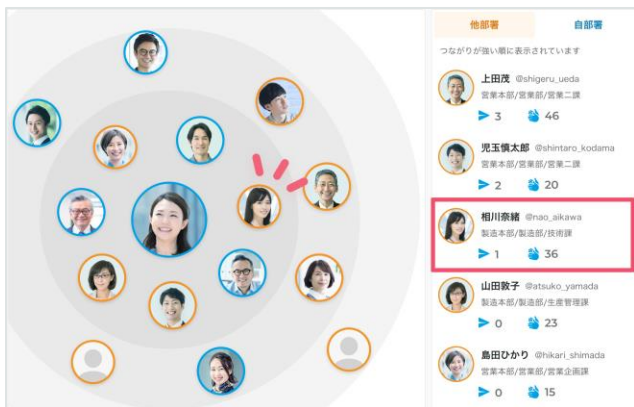 他部署 自部署
つながりが強い順に表示されています
上田茂 @shigeru_ueda
営業本部/営業部/営業二課
3 46
児玉慎太郎 @shintaro_kodama
営業本部/営業部/営業二課
2 20
相川奈緒 @nao_aikawa
製造本部/製造部/技術課
1 36
山田敦子 @atsuko_yamada
製造本部/製造部/生産管理課
0 23
島田ひかり @hikari_shimada
営業本部/営業部/営業企画課
0 15